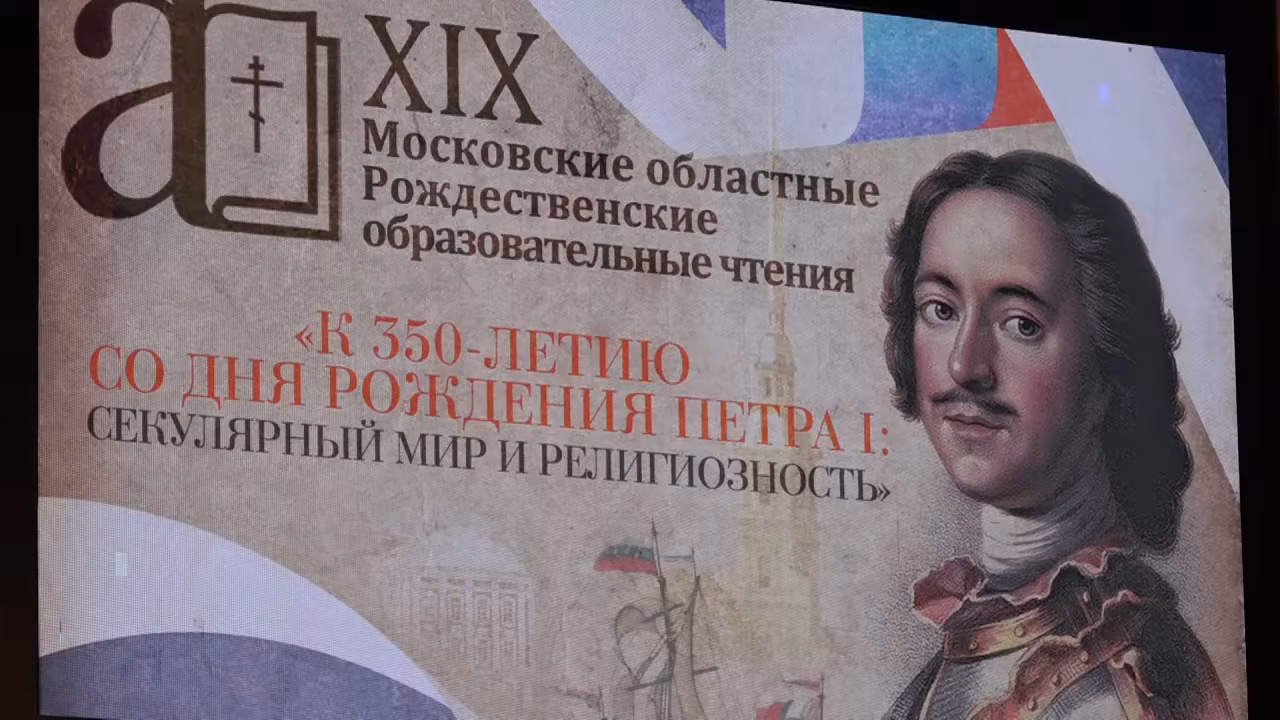 а
XIX
Московские областные
Рождественские
образовательные чтения
«К 350-ЛЕТИЮ
СО ДНЯ РОЖДЕНИЯ ПЕТРА I:
СЕКУЛЯРНЫЙ МИР И РЕЛИГИОЗНОСТЬ»